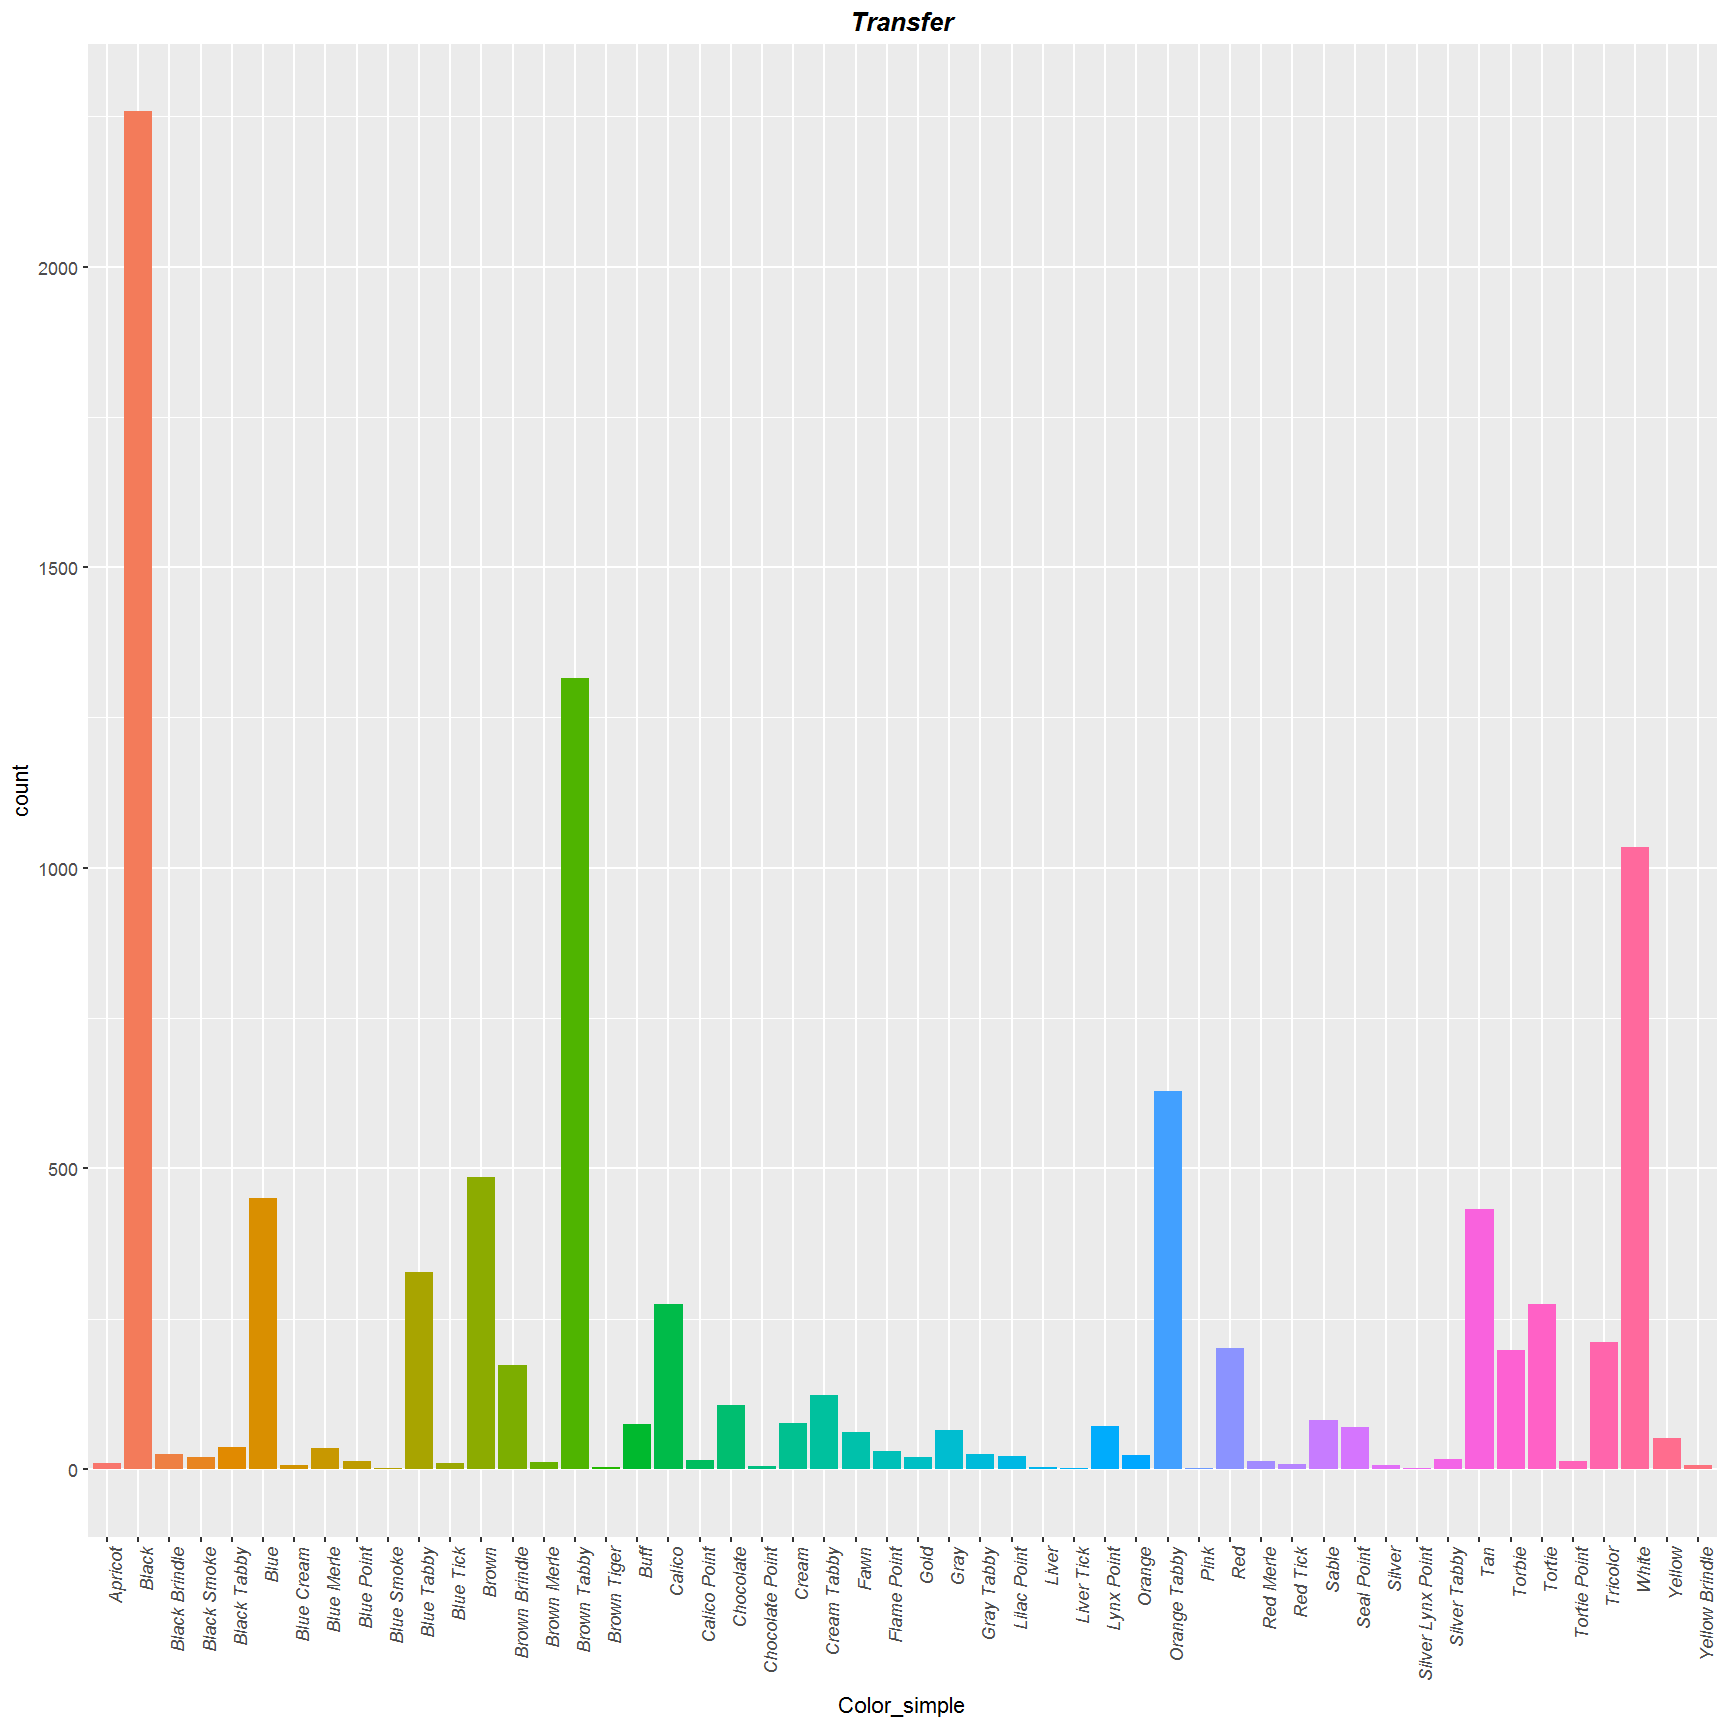 Transfer
2000
1500
1000
500
0
count
Apricot
Black
Black Brindle
Black Smoke
Black Tabby
Blue
Blue Cream
Blue Merle
Blue Point
Blue Smoke
Blue Tabby
Blue Tick
Brown
Brown Brindle
Brown Merle
Brown Tabby
Brown Tiger
Buff
Calico
Calico Point
Chocolate
Chocolate Point
Cream
Cream Tabby
Fawn
Flame Point
Gold
Gray
Gray Tabby
Lilac Point
Liver
Liver Tick
Lynx Point
Orange
Orange Tabby
Pink
Red
Red Merle
Red Tick
Sable
Seal Point
Silver
Silver Lynx Point
Silver Tabby
Tan
Torbie
Tortie
Tortie Point
Tricolor
White
Yellow
Yellow Brindle
Color_simple